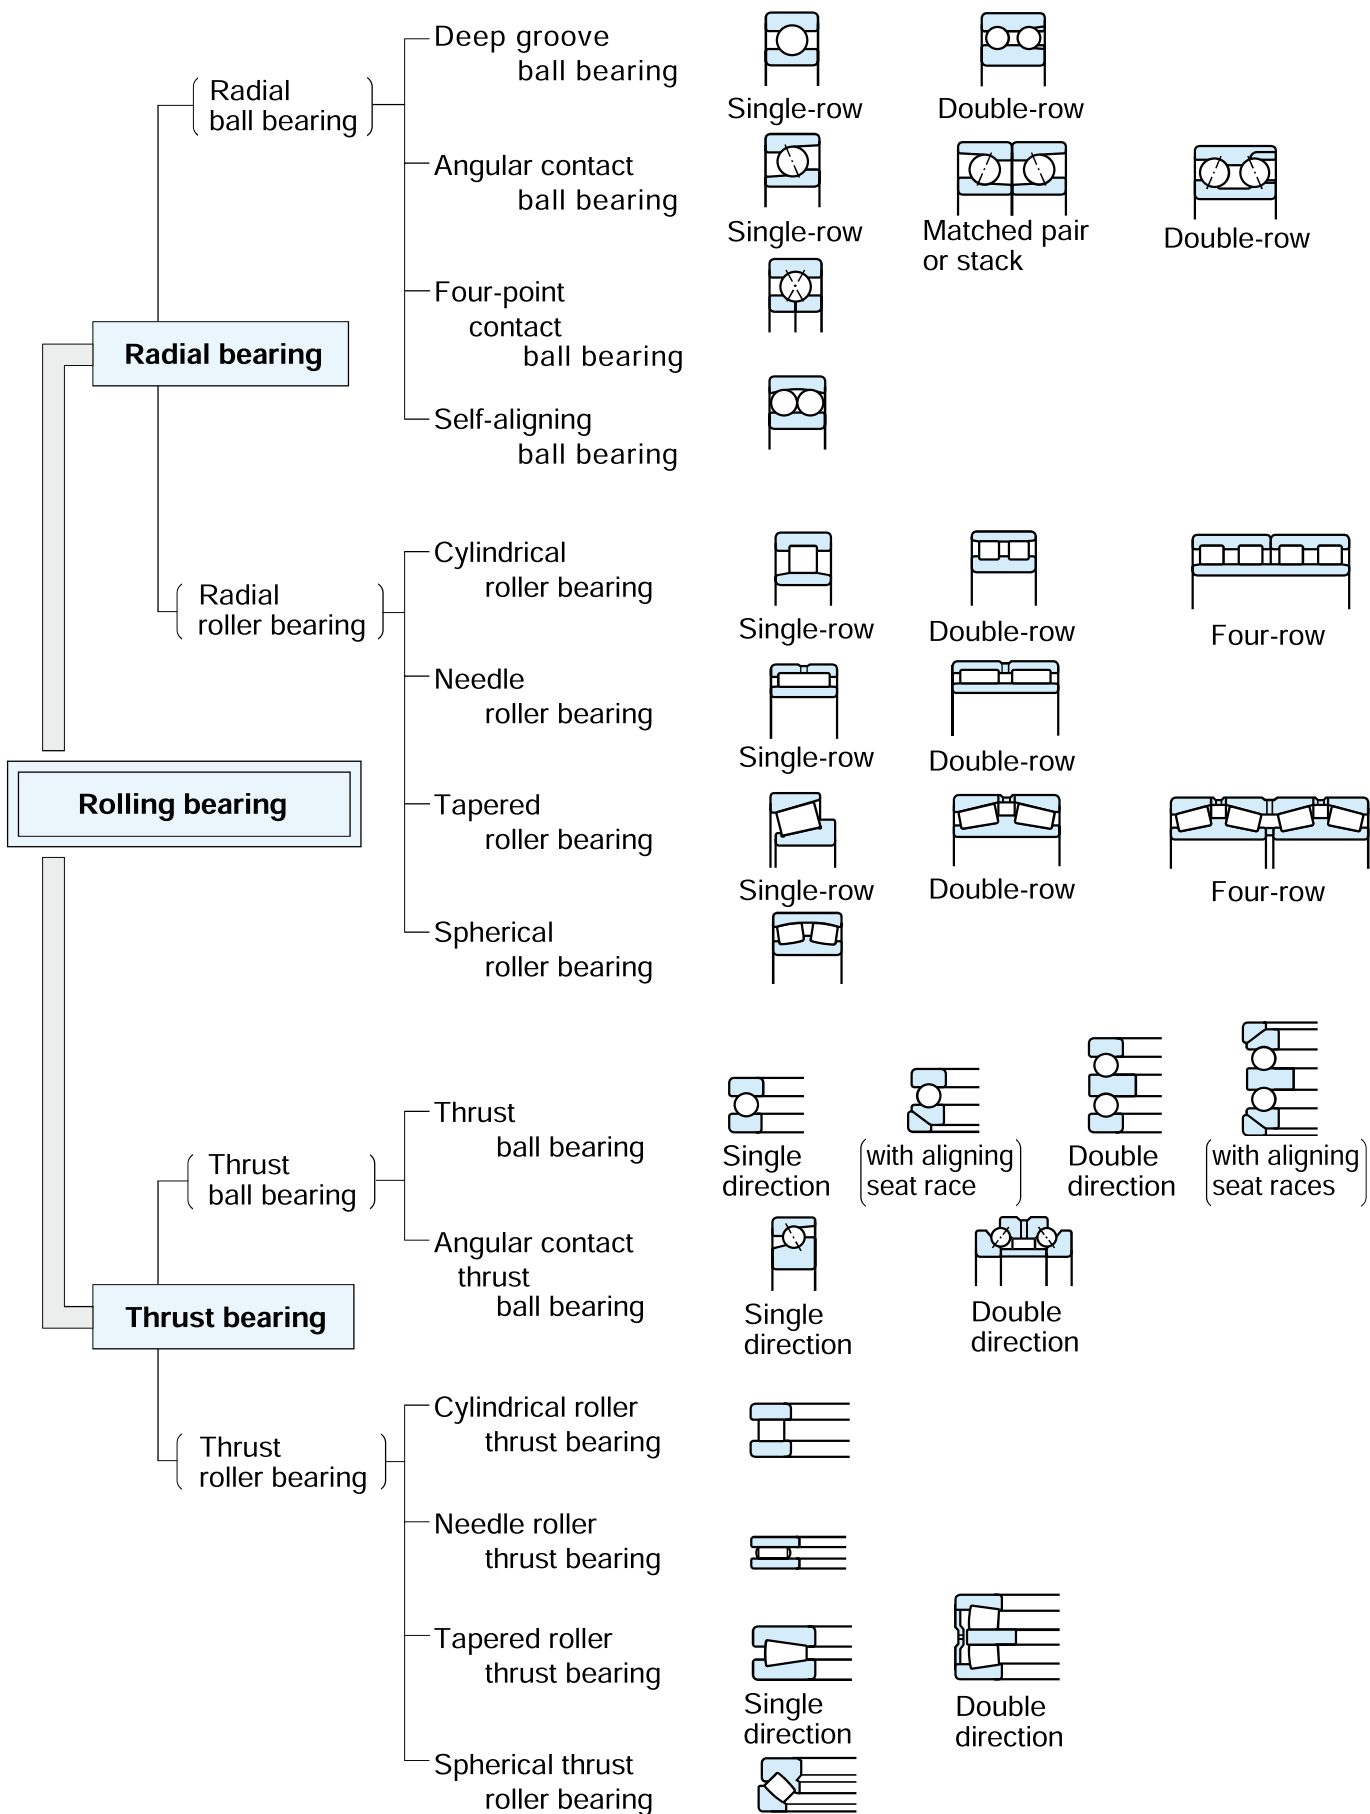 Rolling bearing
Radial bearing
Radial
ball bearing
Deep groove
ball bearing
Single-row
Double-row
Angular contact
ball bearing
Single-row
Matched pair
or stack
Double-row
Four-point
contact
ball bearing
Self-aligning
ball bearing
Radial
roller bearing
Cylindrical
roller bearing
Single-row
Double-row
Four-row
Needle
roller bearing
Single-row
Double-row
Tapered
roller bearing
Single-row
Double-row
Four-row
Spherical
roller bearing
Thrust bearing
Thrust
ball bearing
Thrust
ball bearing
Single
direction
(with aligning
seat race)
Double
direction
(with aligning
seat races)
Angular contact
thrust
ball bearing
Single
direction
Double
direction
Thrust
roller bearing
Cylindrical roller
thrust bearing
Needle roller
thrust bearing
Tapered roller
thrust bearing
Single
direction
Double
direction
Spherical thrust
roller bearing